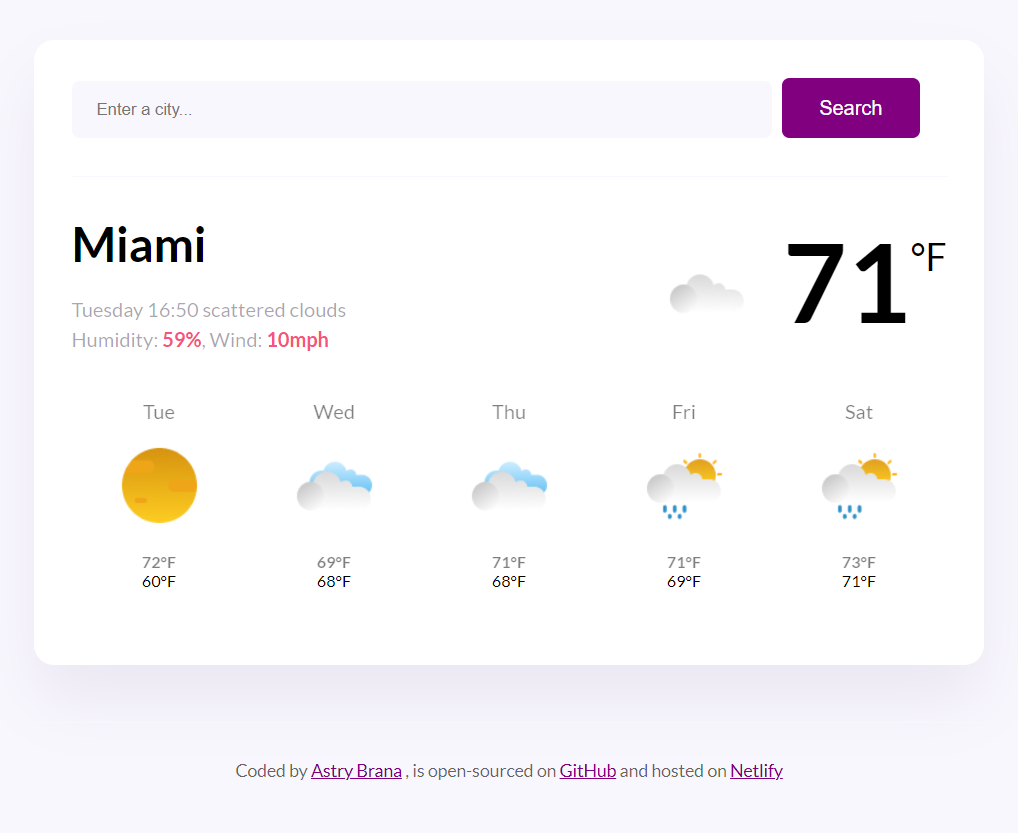 Enter a city...
Search
Miami
71 °F
Tuesday 16:50 scattered clouds
Humidity: 59%, Wind: 10mph
Tue Wed Thu Fri Sat
72°F 69°F 71°F 71°F 73°F
60°F 68°F 68°F 69°F 71°F
Coded by Astry Brana , is open-sourced on GitHub and hosted on Netlify